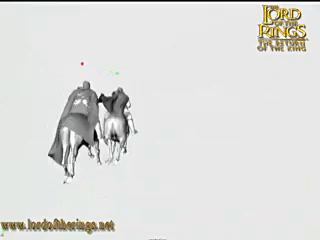 THE
LORD
OF THE
RINGS
THE RETURN
OF THE KING
www.lordoftherings.net